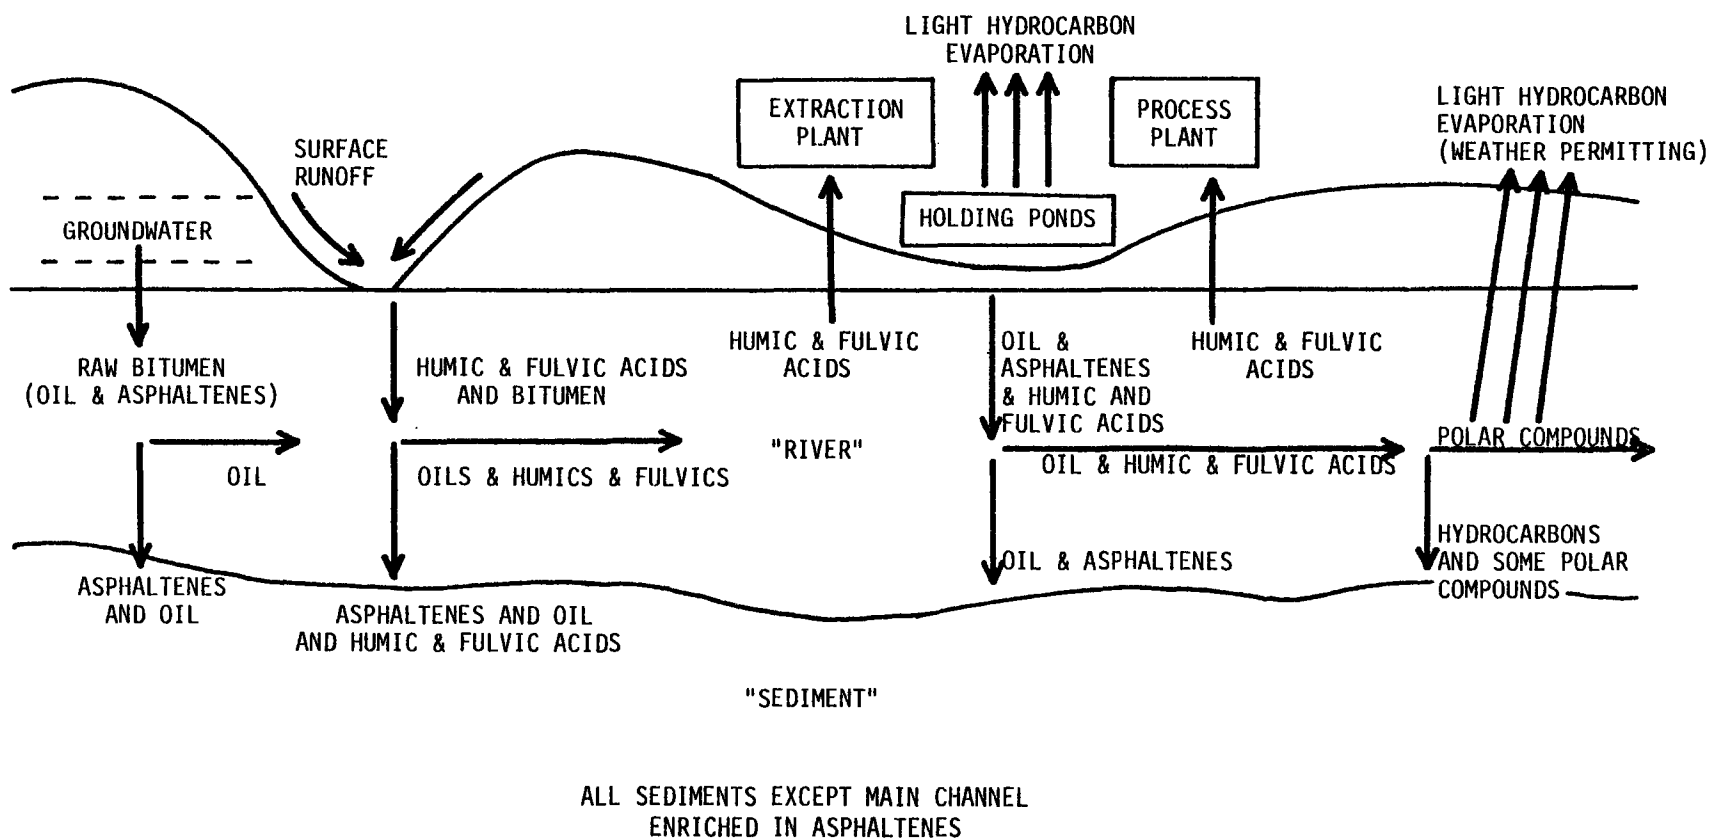 LIGHT HYDROCARBON
EVAPORATION
EXTRACTION
PLANT
PROCESS
PLANT
LIGHT HYDROCARBON
EVAPORATION
(WEATHER PERMITTING)
SURFACE
RUNOFF
GROUNDWATER
HOLDING PONDS
RAW BITUMEN
(OIL & ASPHALTENES)
HUMIC & FULVIC ACIDS
AND BITUMEN
HUMIC & FULVIC
ACIDS
OIL &
ASPHALTENES
& HUMIC AND
FULVIC ACIDS
HUMIC & FULVIC
ACIDS
OIL
OILS & HUMICS & FULVICS
"RIVER"
OIL & HUMIC & FULVIC ACIDS
POLAR COMPOUNDS
ASPHALTENES
AND OIL
ASPHALTENES AND OIL
AND HUMIC & FULVIC ACIDS
OIL & ASPHALTENES
HYDROCARBONS
AND SOME POLAR
COMPOUNDS
"SEDIMENT"
ALL SEDIMENTS EXCEPT MAIN CHANNEL
ENRICHED IN ASPHALTENES